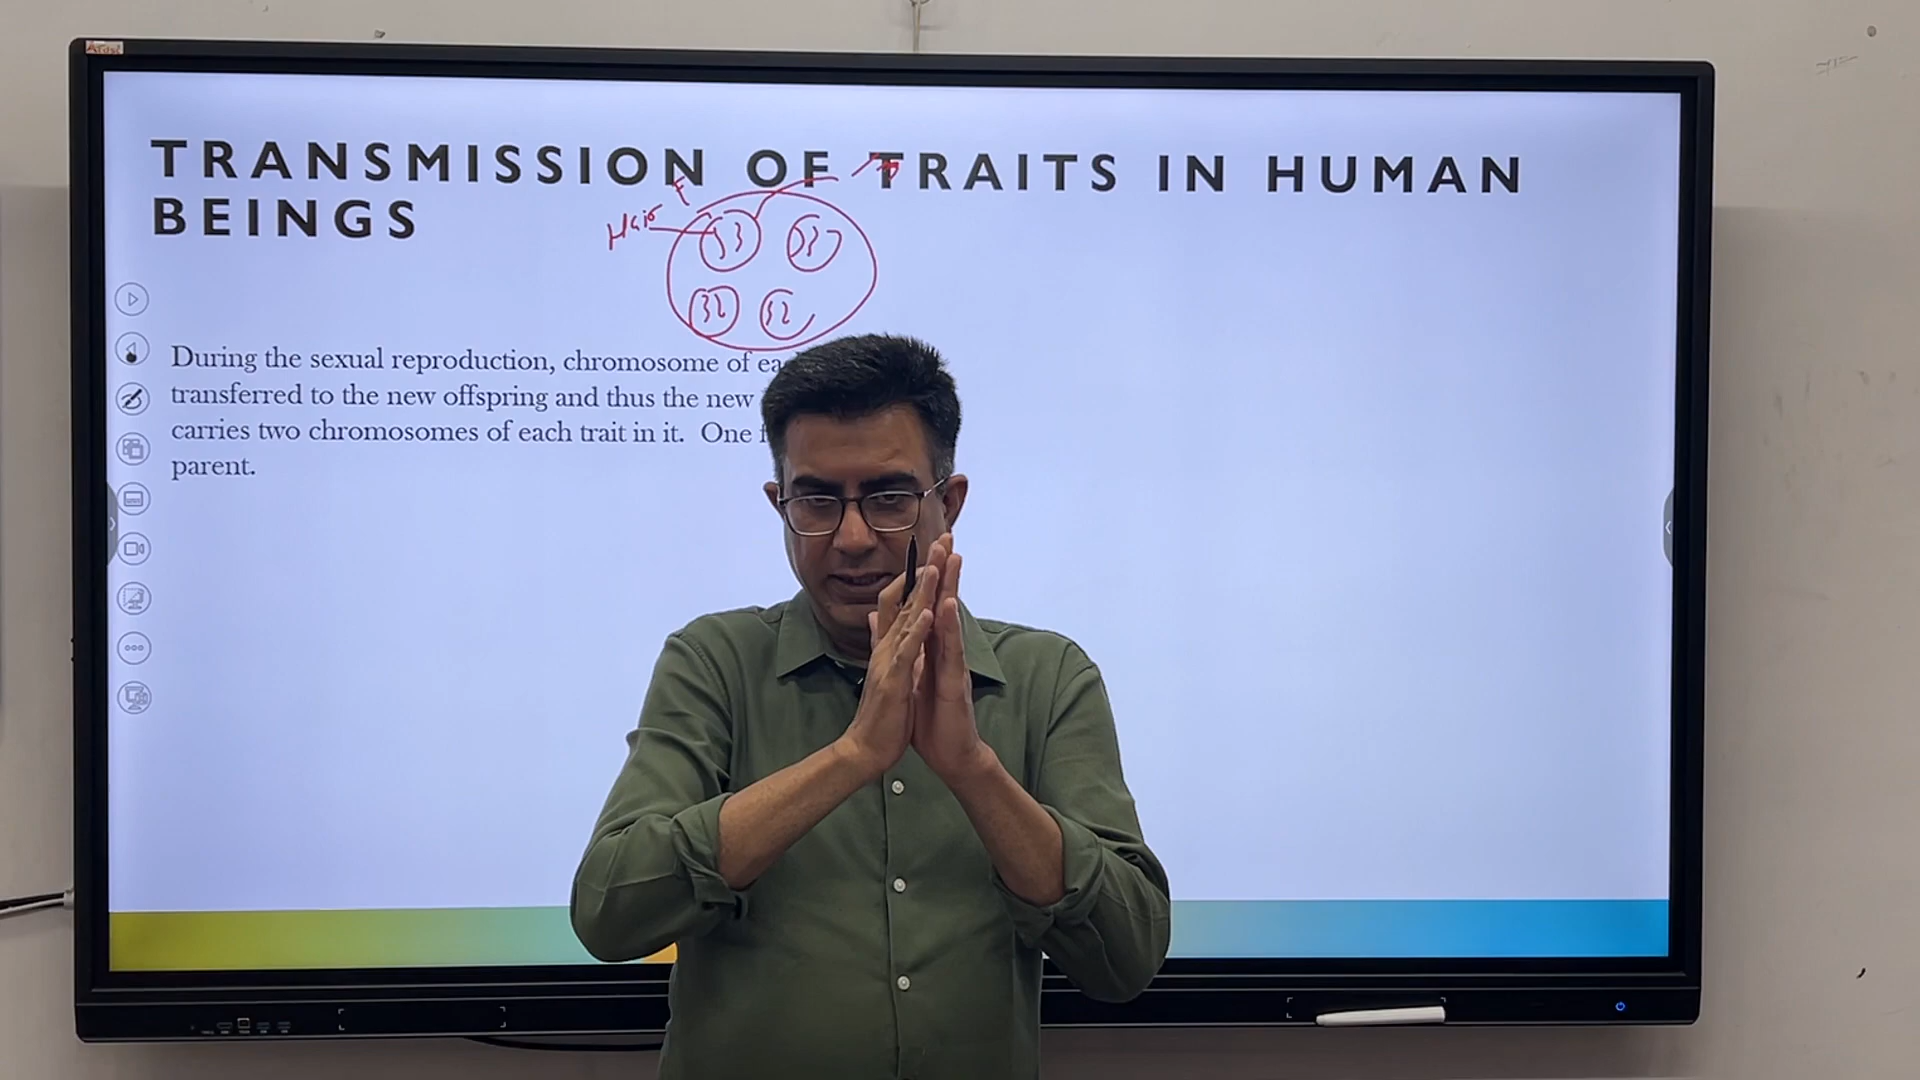 TRANSMISSION OF TRAITS IN HUMAN
BEINGS
Hair
During the sexual reproduction, chromosome of
transferred to the new offspring and thus the new
carries two chromosomes of each trait in it. One
parent.